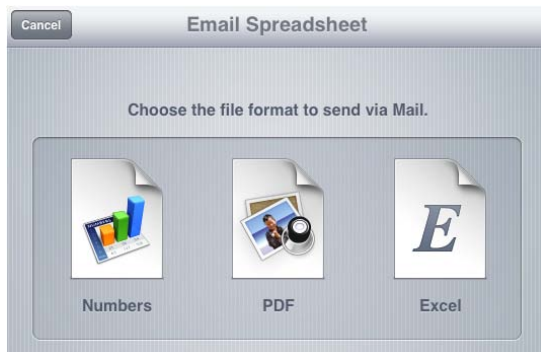 Cancel
Email Spreadsheet
Choose the file format to send via Mail.
E
Numbers
PDF
Excel